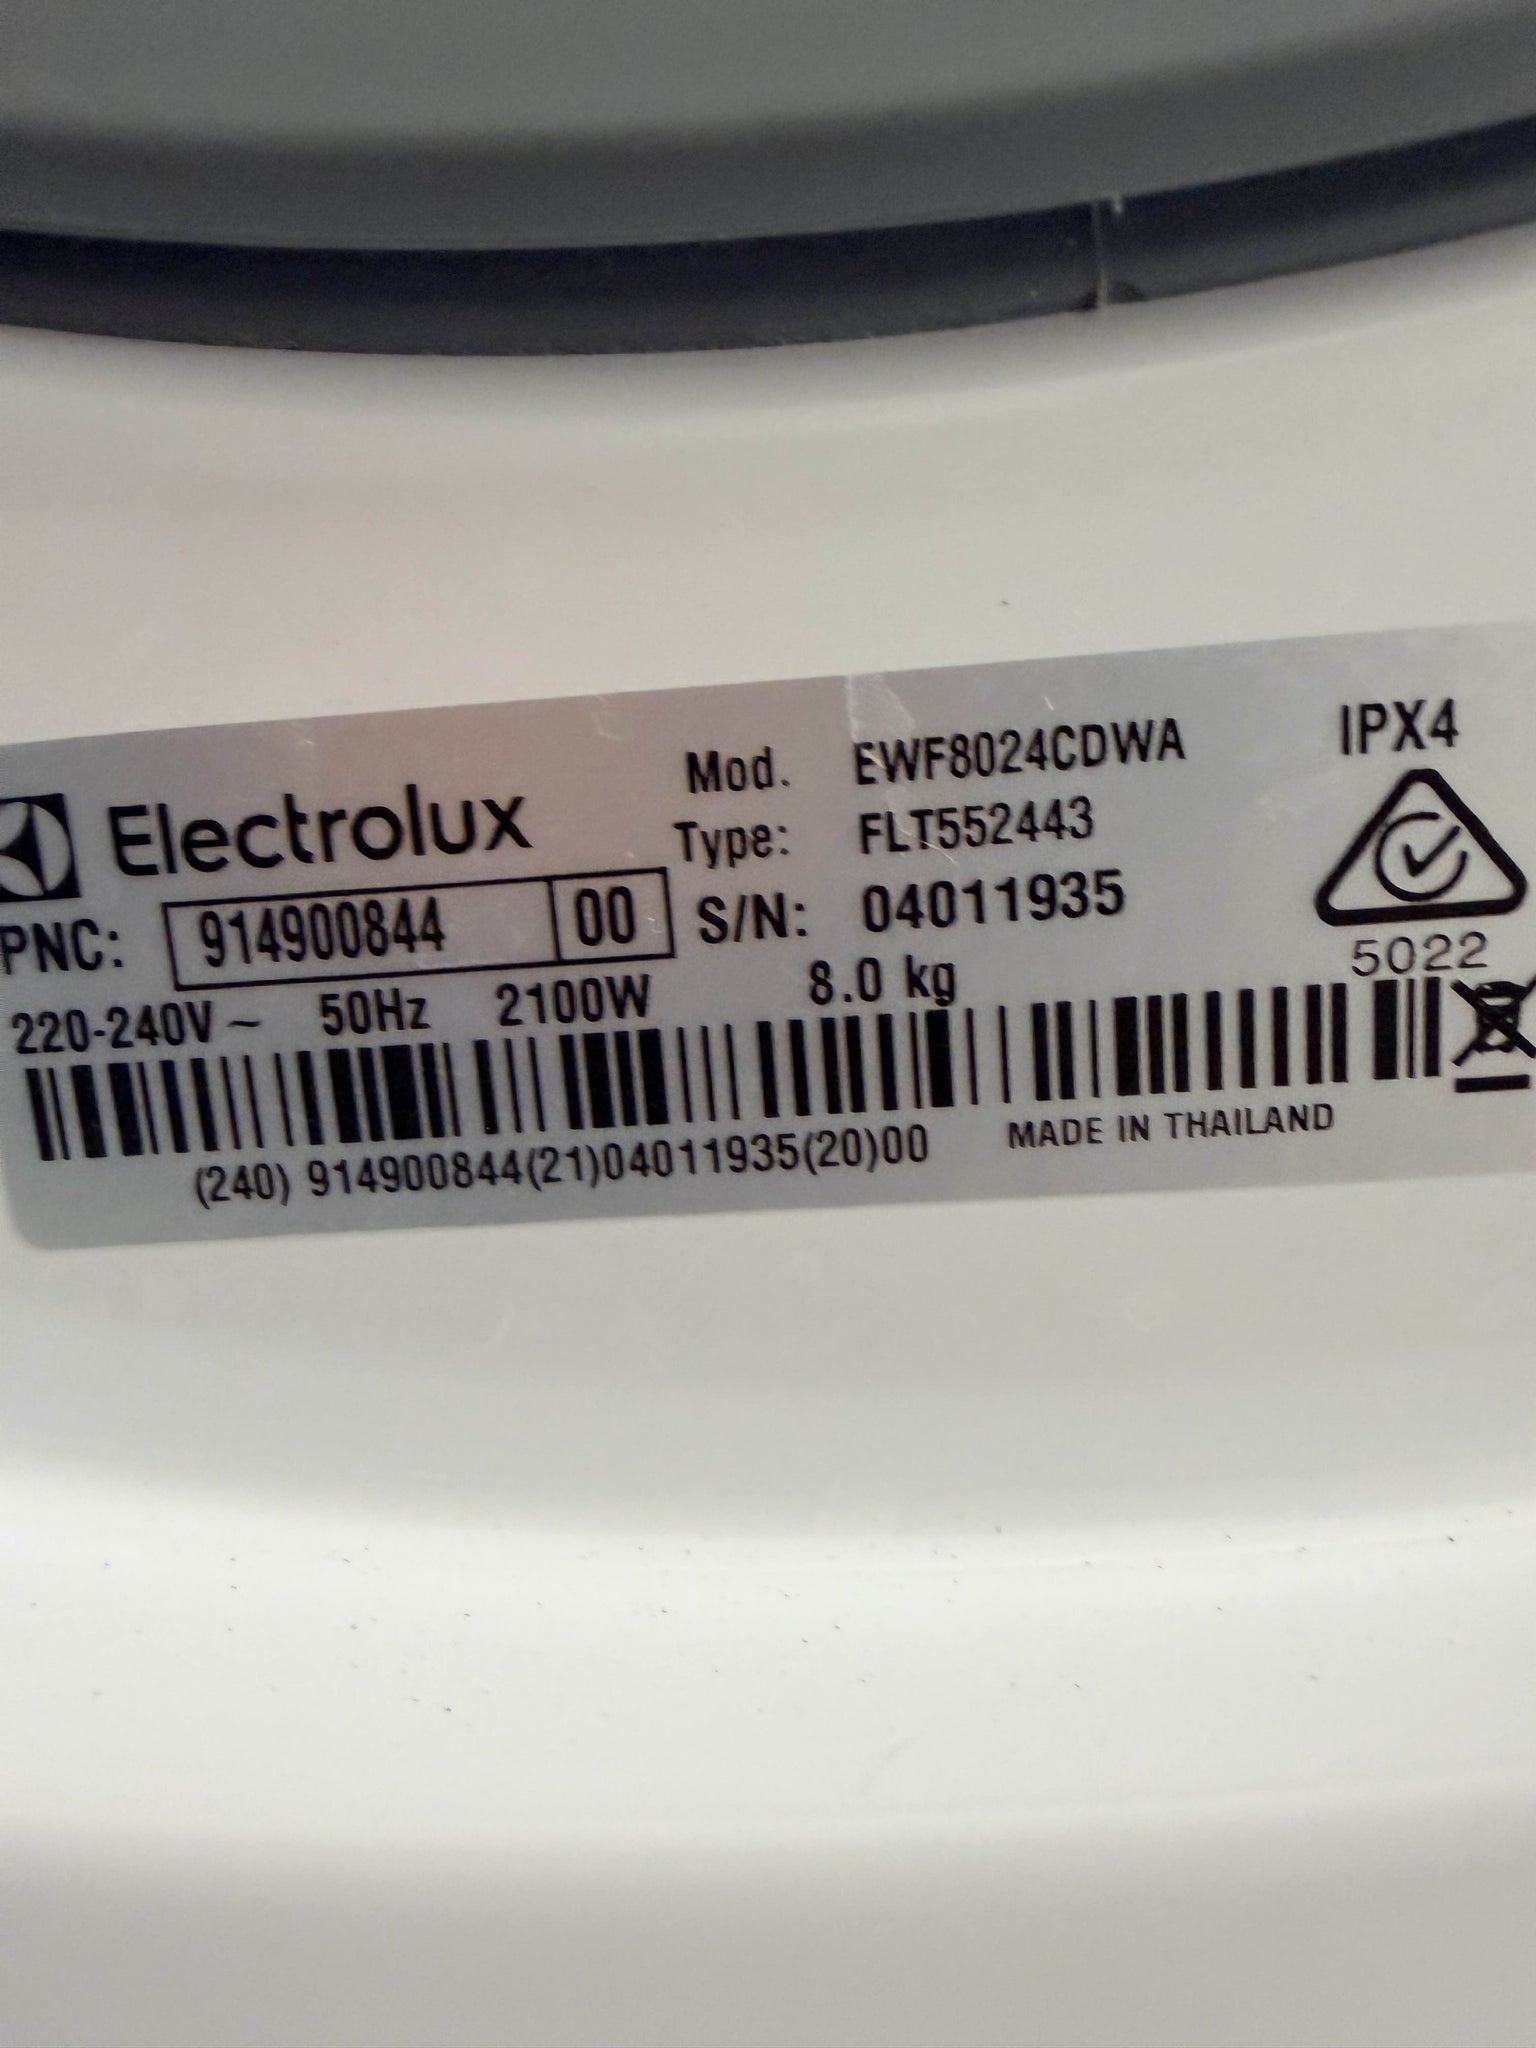 Electrolux
Mod. EWF8024CDWA
IPX4
Type: FLT552443
PNC: 914900844 00
S/N: 04011935
5022
220-240V ~ 50Hz 2100W 8.0 kg
(240) 914900844(21)04011935(20)00
MADE IN THAILAND